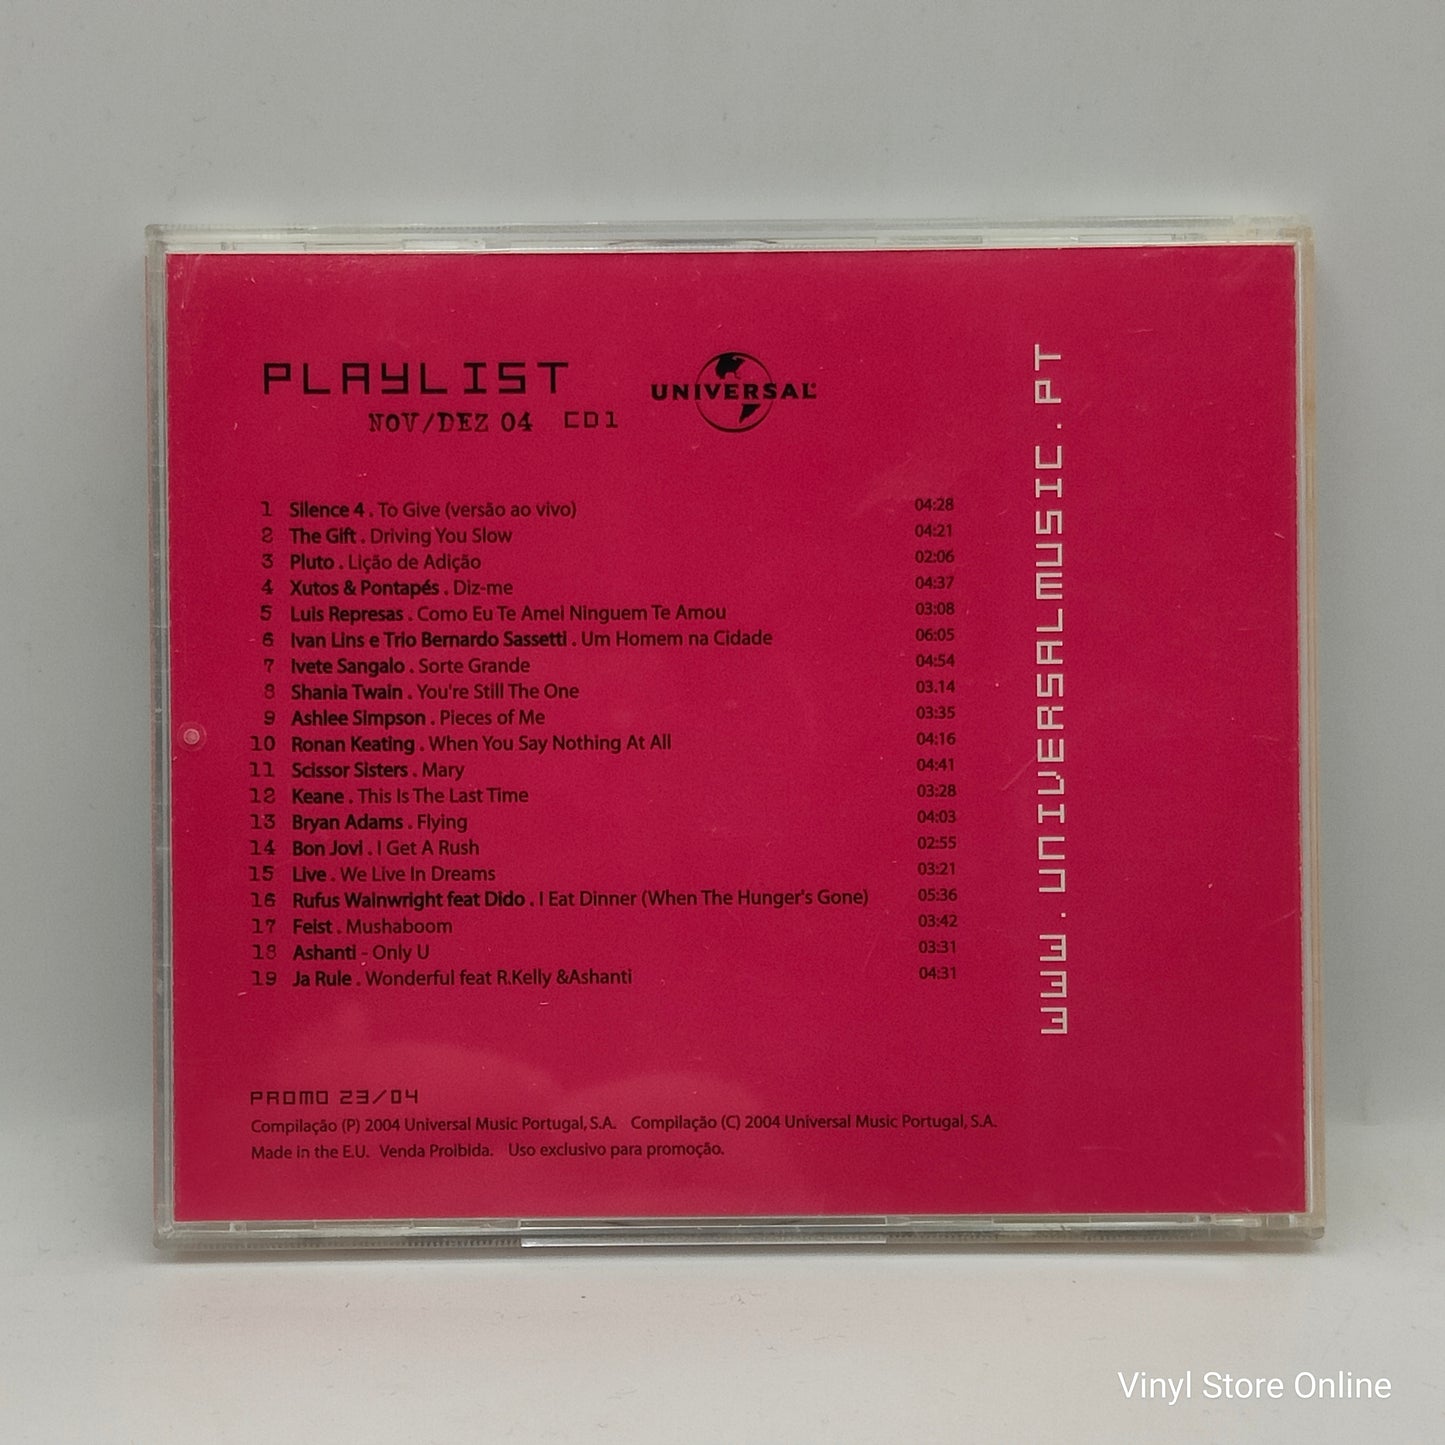 PLAYLIST
NOV/DEZ 04 CD1
UNIVERSAL
1 Silence 4 . To Give (versão ao vivo) 04:28
2 The Gift . Driving You Slow 04:21
3 Pluto . Lição de Adição 02:06
4 Xutos & Pontapés . Diz-me 04:37
5 Luis Represas . Como Eu Te Amei Ninguem Te Amou 03:08
6 Ivan Lins e Trio Bernardo Sassetti . Um Homem na Cidade 06:05
7 Ivete Sangalo . Sorte Grande 04:54
8 Shania Twain . You're Still The One 03.14
9 Ashlee Simpson . Pieces of Me 03:35
10 Ronan Keating . When You Say Nothing At All 04:16
11 Scissor Sisters . Mary 04:41
12 Keane . This Is The Last Time 03:28
13 Bryan Adams . Flying 04:03
14 Bon Jovi . I Get A Rush 02:55
15 Live . We Live In Dreams 03:21
16 Rufus Wainwright feat Dido . I Eat Dinner (When The Hunger's Gone) 05:36
17 Feist . Mushaboom 03:42
18 Ashanti - Only U 03:31
19 Ja Rule . Wonderful feat R.Kelly &Ashanti 04:31
WWW.UNIVERSALMUSIC.PT
PROMO 23/04
Compilação (P) 2004 Universal Music Portugal, S.A. Compilação (C) 2004 Universal Music Portugal, S.A.
Made in the E.U. Venda Proibida. Uso exclusivo para promoção.
Vinyl Store Online